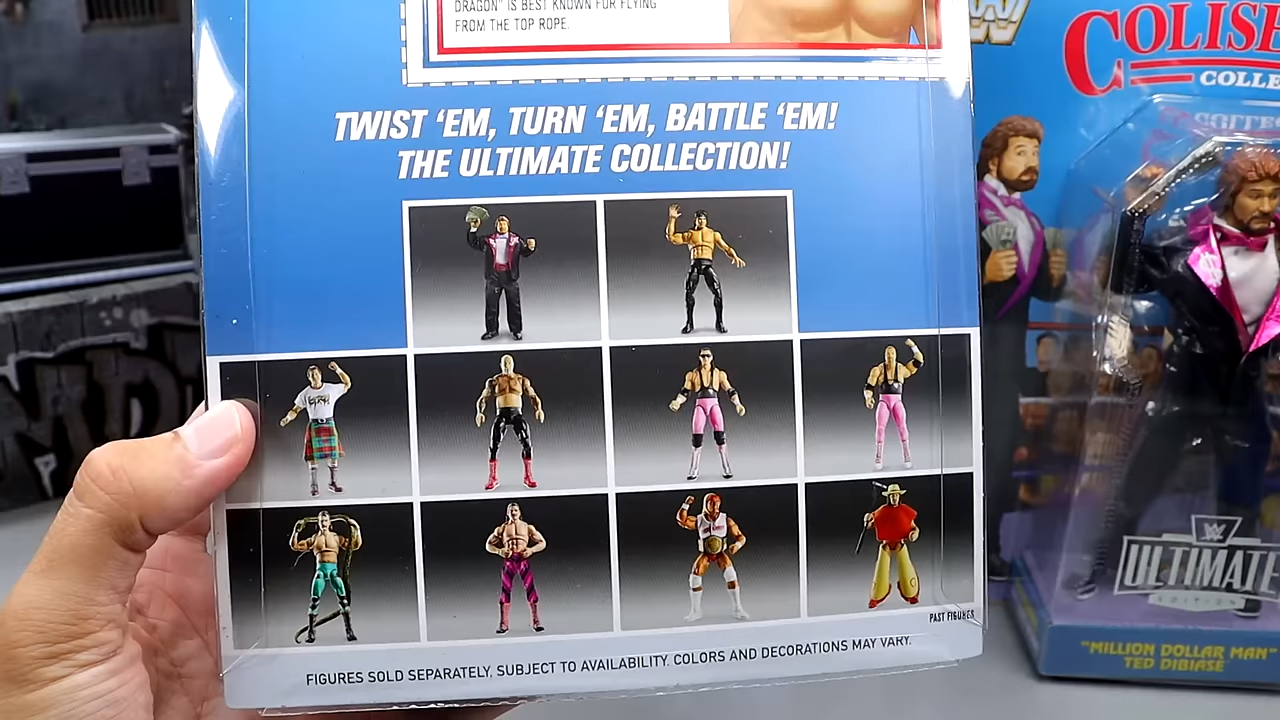 DRAGON" IS BEST KNOWN FOR FLYING
FROM THE TOP ROPE.
TWIST 'EM, TURN 'EM, BATTLE 'EM!
THE ULTIMATE COLLECTION!
PAST FIGURES
FIGURES SOLD SEPARATELY, SUBJECT TO AVAILABILITY. COLORS AND DECORATIONS MAY VARY.
COLISE
COLLE
COLLEC
W
ULTIMATE
EDITION
"MILLION DOLLAR MAN"
TED DIBIASE